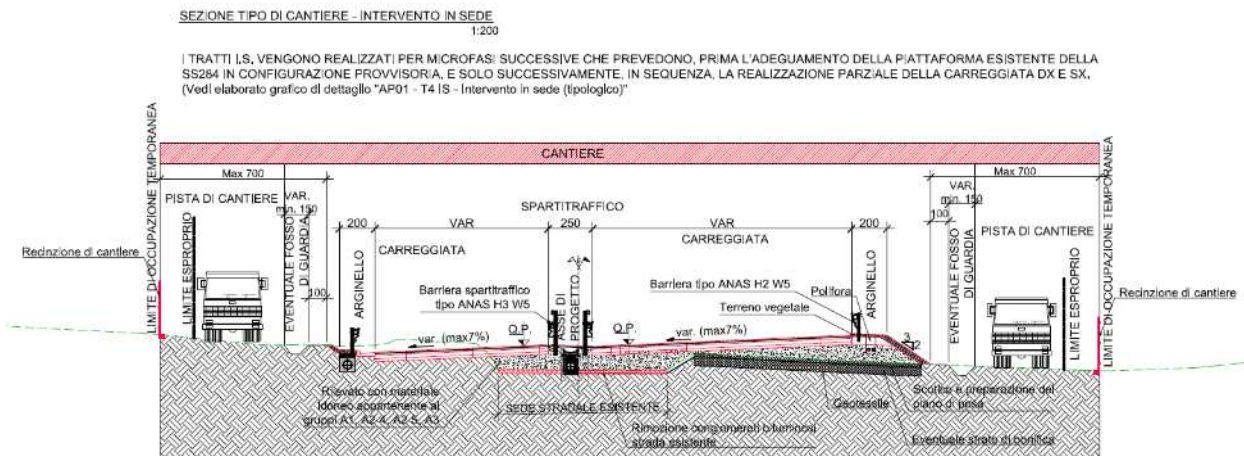 SEZIONE TIPO DI CANTIERE - INTERVENTO IN SEDE
1:200
I TRATTI I.S. VENGONO REALIZZATI PER MICROFASI SUCCESSIVE CHE PREVEDONO, PRIMA L'ADEGUAMENTO DELLA PIATTAFORMA ESISTENTE DELLA
SS284 IN CONFIGURAZIONE PROVVISORIA, E SOLO SUCCESSIVAMENTE, IN SEQUENZA, LA REALIZZAZIONE PARZIALE DELLA CARREGGIATA DX E SX.
(Vedi elaborato grafico di dettaglio "AP01 - T4 IS - Intervento in sede (tipologico)"
CANTIERE
Max 700
Max 700
LIMITE DI OCCUPAZIONE TEMPORANEA
PISTA DI CANTIERE
LIMITE ESPROPRIO
VAR.
min. 150
EVENTUALE FOSSO
DI GUARDIA
100
SPARTITRAFFICO
200
VAR
250
VAR
200
CARREGGIATA
CARREGGIATA
ARGINELLO
Barriera spartitraffico
tipo ANAS H3 W5
ASSE DI
PROGETTO
Barriera tipo ANAS H2 W5
Polifora
Terreno vegetale
ARGINELLO
VAR.
min. 150
100
EVENTUALE FOSSO
DI GUARDIA
PISTA DI CANTIERE
LIMITE ESPROPRIO
LIMITE DI OCCUPAZIONE TEMPORANEA
Recinzione di cantiere
Recinzione di cantiere
var. (max7%)
Q.P.
Q.P.
var. (max7%)
3
2
Rilevato con materiale
idoneo appartenente ai
gruppi A1, A2-4, A2-5, A3
SEDE STRADALE ESISTENTE
Rimozione conglomerati bituminosi
strada esistente
Geotessile
Scotico e preparazione del
piano di posa
Eventuale strato di bonifica